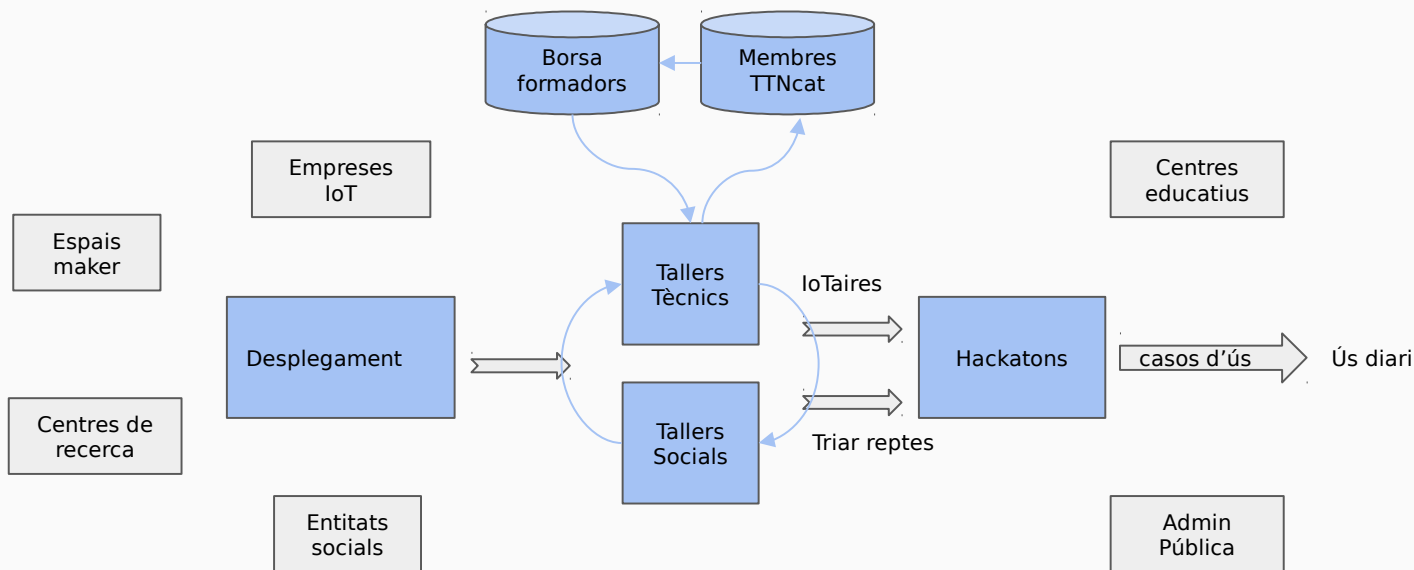 Borsa
formadors
Membres
TTNcat
Empreses
IoT
Centres
educatius
Espais
maker
Tallers
Tècnics
IoTaires
Desplegament
Hackatons
casos d’ús
Ús diari
Centres de
recerca
Tallers
Socials
Triar reptes
Entitats
socials
Admin
Pública